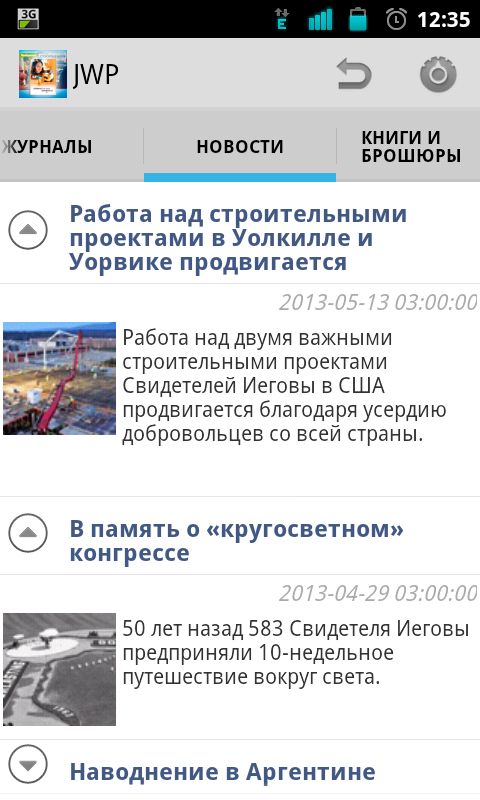 3G
E
12:35
JWP
ЖУРНАЛЫ
НОВОСТИ
КНИГИ И
БРОШЮРЫ
Работа над строительными
проектами в Уолкилле и
Уорвике продвигается
2013-05-13 03:00:00
Работа над двумя важными
строительными проектами
Свидетелей Иеговы в США
продвигается благодаря усердию
добровольцев со всей страны.
В память о «кругосветном»
конгрессе
2013-04-29 03:00:00
50 лет назад 583 Свидетеля Иеговы
предприняли 10-недельное
путешествие вокруг света.
Наводнение в Аргентине